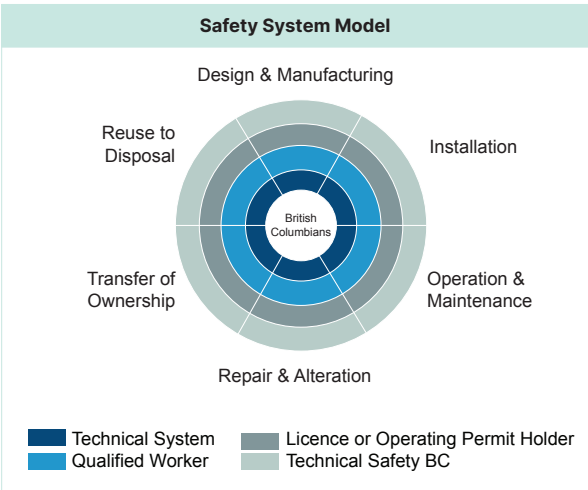 Safety System Model
Design & Manufacturing
Reuse to
Disposal
Installation
British
Columbians
Transfer of
Ownership
Operation &
Maintenance
Repair & Alteration
Technical System
Licence or Operating Permit Holder
Qualified Worker
Technical Safety BC